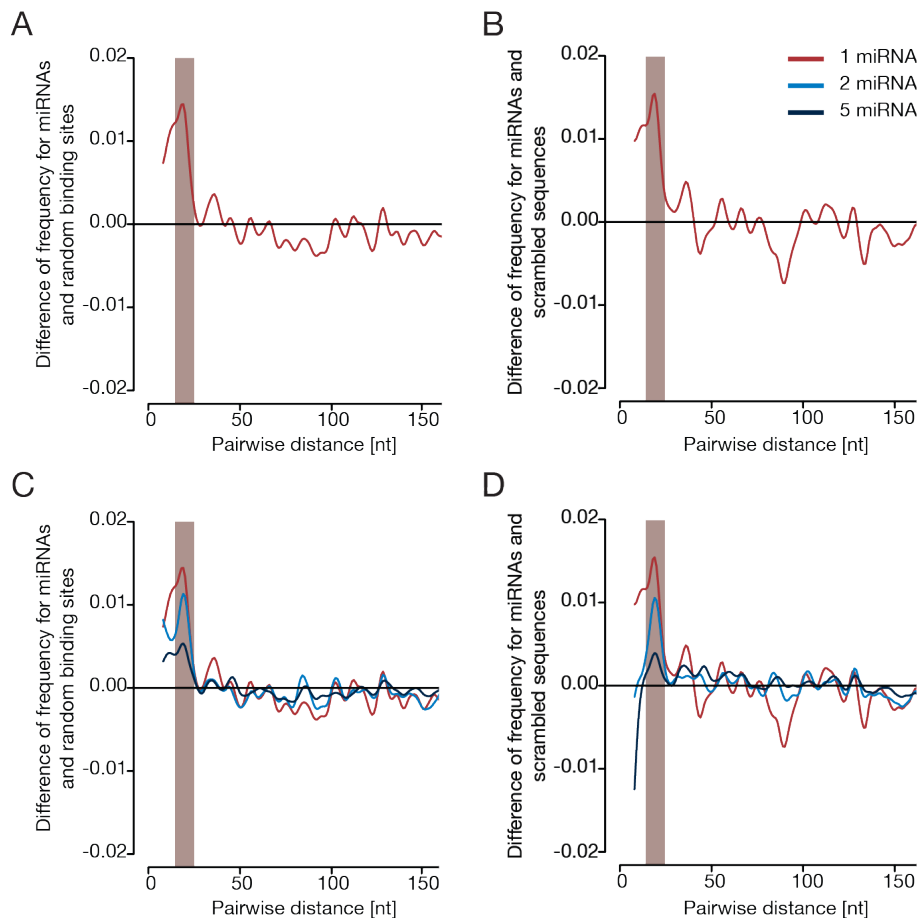 A
Difference of frequency for miRNAs
and random binding sites
0.02
0.01
0.00
-0.01
-0.02
0 50 100 150
Pairwise distance [nt]
B
1 miRNA
2 miRNA
5 miRNA
Difference of frequency for miRNAs and
scrambled sequences
0.02
0.01
0.00
-0.01
-0.02
0 50 100 150
Pairwise distance [nt]
C
Difference of frequency for miRNAs
and random binding sites
0.02
0.01
0.00
-0.01
-0.02
0 50 100 150
Pairwise distance [nt]
D
Difference of frequency for miRNAs and
scrambled sequences
0.02
0.01
0.00
-0.01
-0.02
0 50 100 150
Pairwise distance [nt]